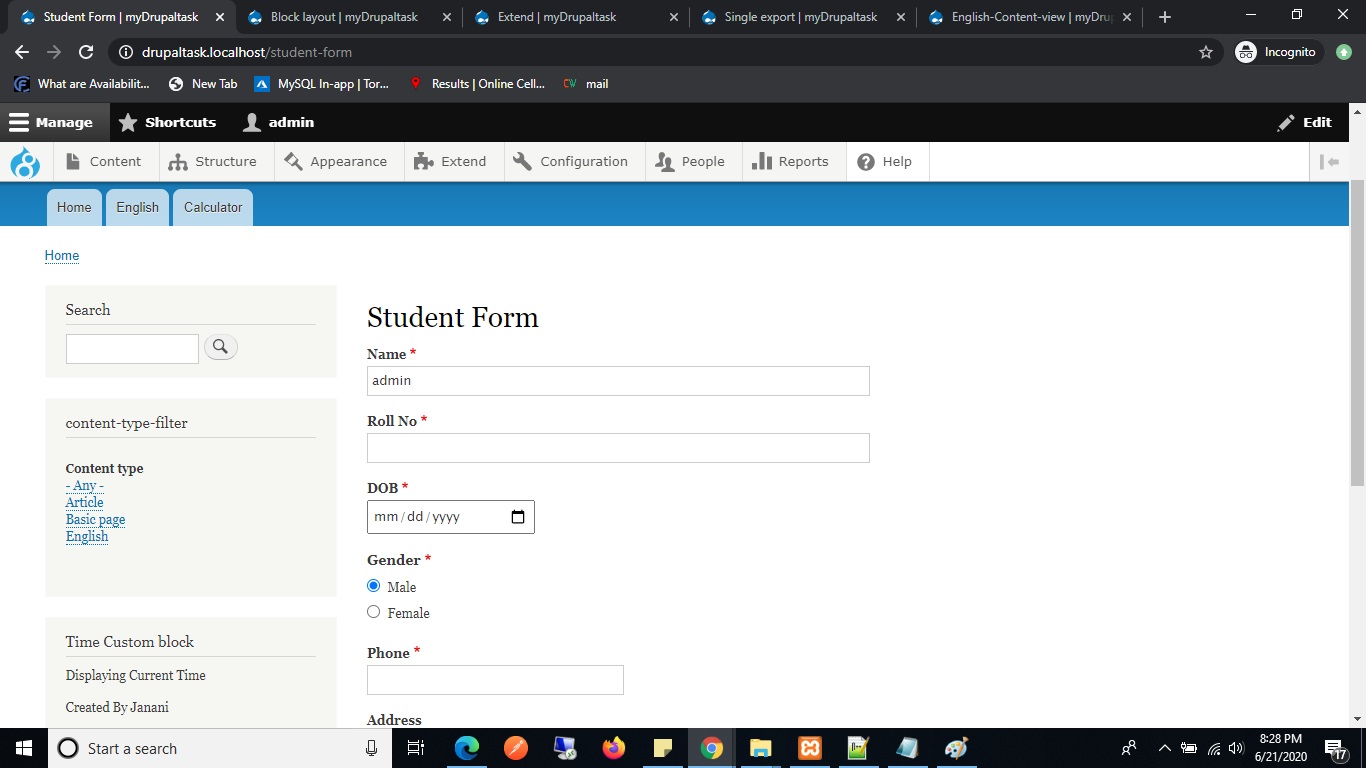 Student Form | myDrupaltask
Block layout | myDrupaltask
Extend | myDrupaltask
Single export | myDrupaltask
English-Content-view | myDrup
drupaltask.localhost/student-form
Incognito
What are Availabilit...
New Tab
MySQL In-app | Tor...
Results | Online Cell...
CW mail
Manage
Shortcuts
admin
Edit
Content
Structure
Appearance
Extend
Configuration
People
Reports
Help
Home
English
Calculator
Home
Search
content-type-filter
Content type
- Any -
Article
Basic page
English
Time Custom block
Displaying Current Time
Created By Janani
Student Form
Name *
admin
Roll No *
DOB *
mm/dd/yyyy
Gender *
Male
Female
Phone *
Address
Start a search
8:28 PM
6/21/2020
17